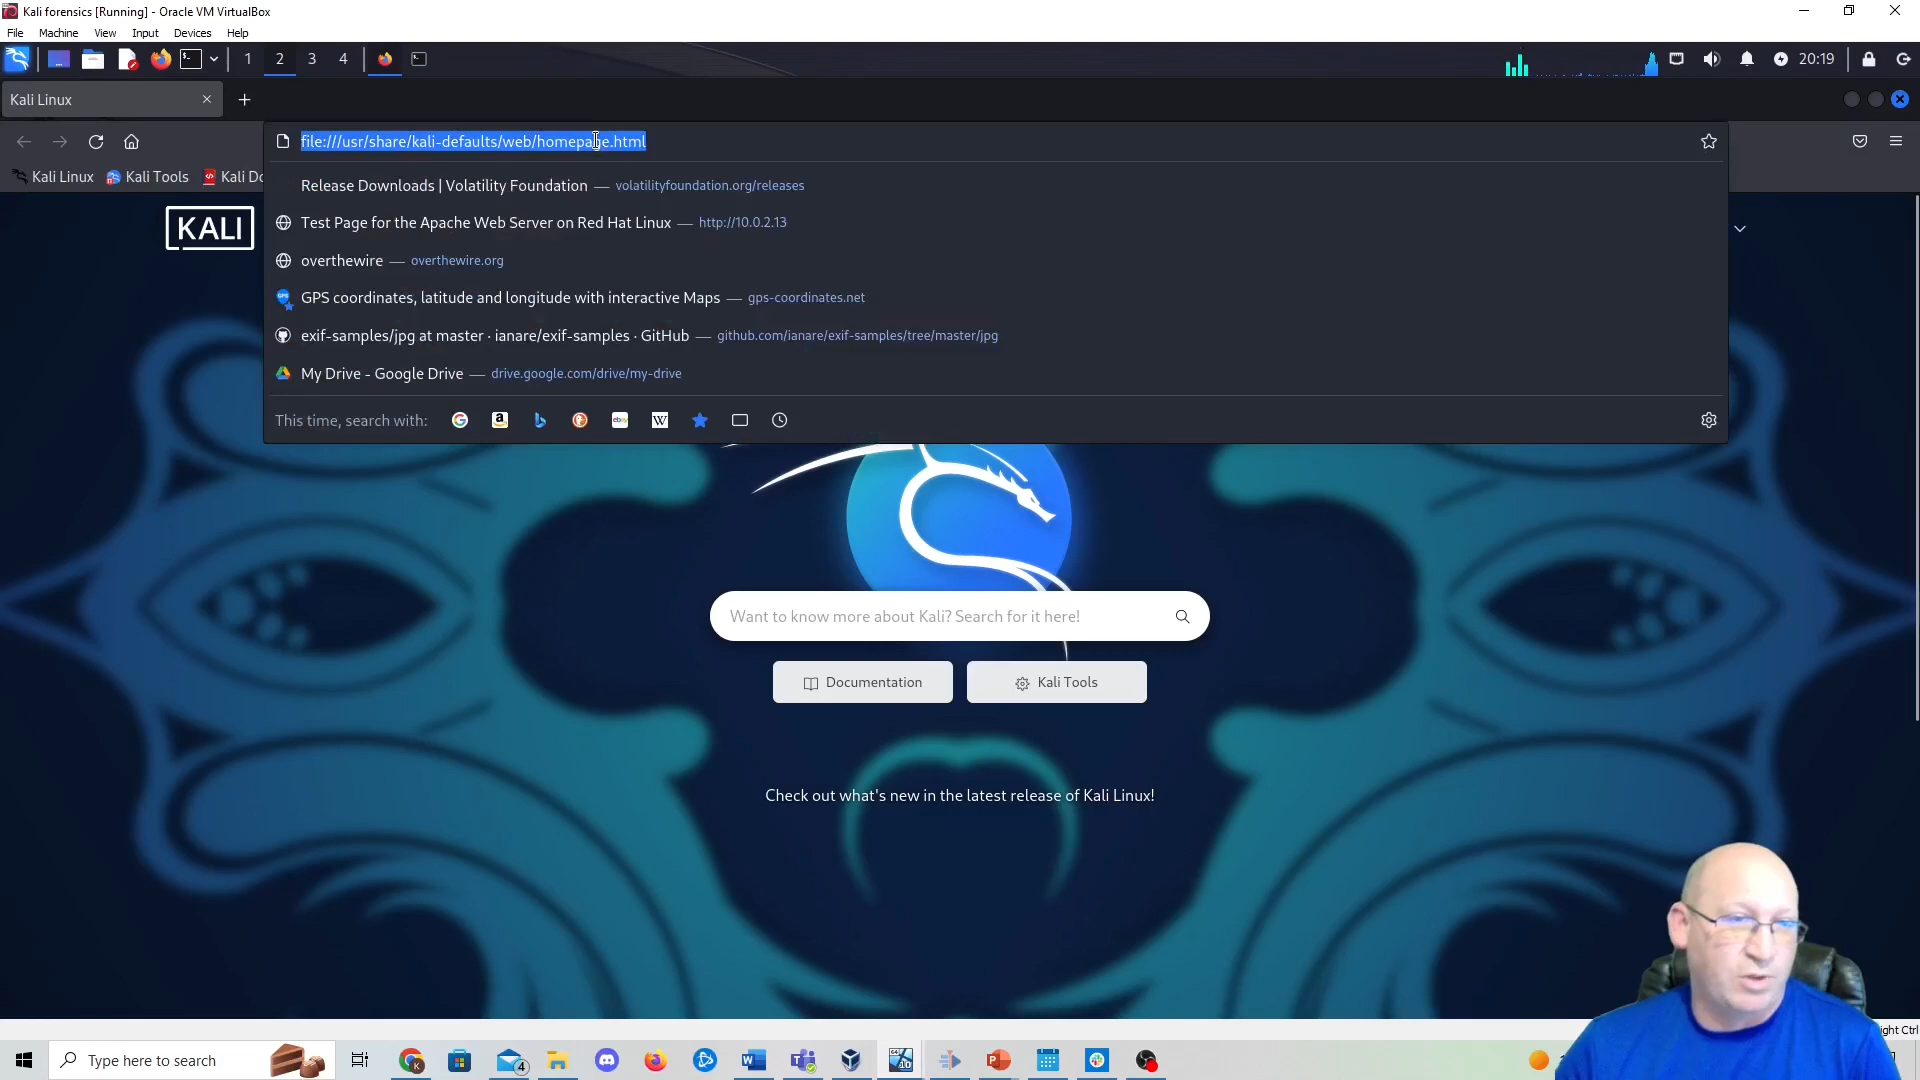 Kali forensics [Running] - Oracle VM VirtualBox
File Machine View Input Devices Help
1 2 3 4 20:19
Kali Linux
file:///usr/share/kali-defaults/web/homepage.html
Kali Linux Kali Tools Kali Do
Release Downloads | Volatility Foundation — volatilityfoundation.org/releases
Test Page for the Apache Web Server on Red Hat Linux — http://10.0.2.13
KALI
overthewire — overthewire.org
GPS coordinates, latitude and longitude with interactive Maps — gps-coordinates.net
exif-samples/jpg at master · ianare/exif-samples · GitHub — github.com/ianare/exif-samples/tree/master/jpg
My Drive - Google Drive — drive.google.com/drive/my-drive
This time, search with:
Want to know more about Kali? Search for it here!
Documentation Kali Tools
Check out what's new in the latest release of Kali Linux!
ight Ctrl
Type here to search
4